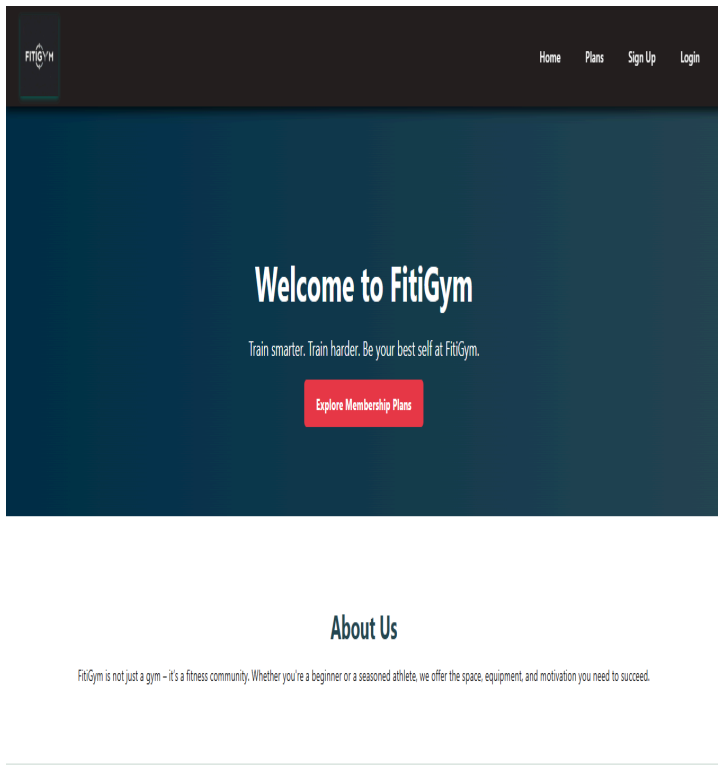 FITIGYM
Home Plans Sign Up Login
Welcome to FitiGym
Train smarter. Train harder. Be your best self at FitiGym.
Explore Membership Plans
About Us
FitiGym is not just a gym – it's a fitness community. Whether you're a beginner or a seasoned athlete, we offer the space, equipment, and motivation you need to succeed.